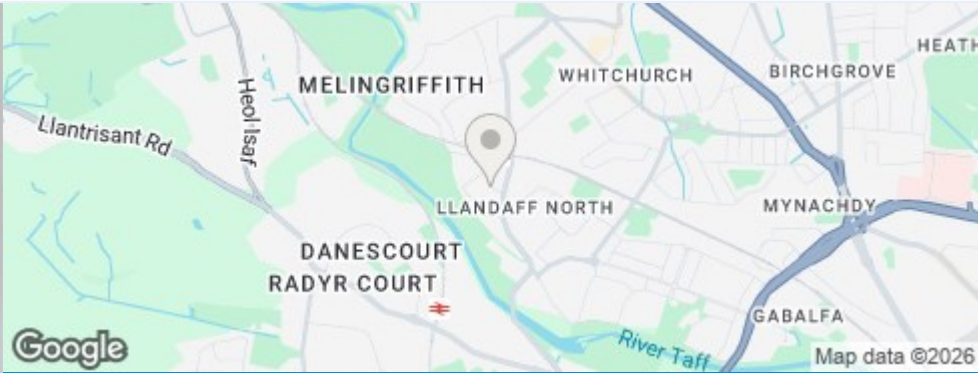 HEATH
WHITCHURCH
BIRCHGROVE
MELINGRIFFITH
Heol Isaf
Llantrisant Rd
LLANDAFF NORTH
MYNACHDY
DANESCOURT
RADYR COURT
GABALFA
River Taff
Google
Map data ©2026